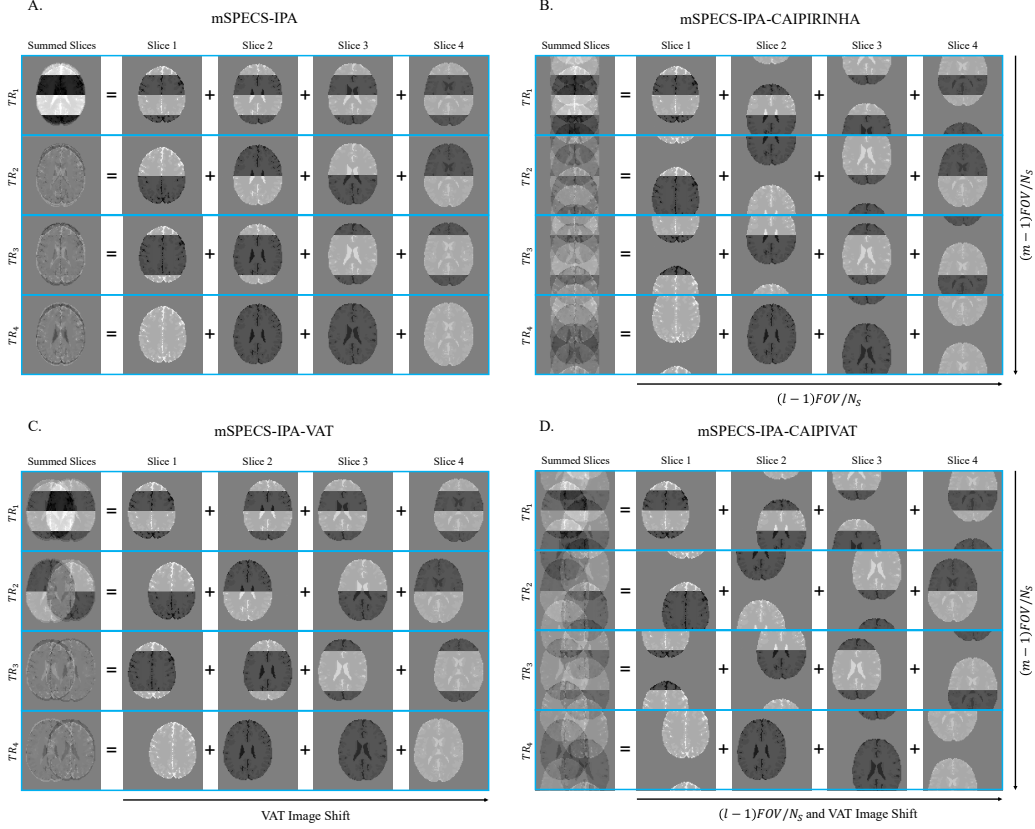 A.
mSPECS-IPA
Summed Slices Slice 1 Slice 2 Slice 3 Slice 4
TR₁ = + + +
TR₂ = + + +
TR₃ = + + +
TR₄ = + + +
B.
mSPECS-IPA-CAIPIRINHA
Summed Slices Slice 1 Slice 2 Slice 3 Slice 4
TR₁ = + + +
TR₂ = + + +
TR₃ = + + +
TR₄ = + + +
(m − 1)FOV/N_S
(l − 1)FOV/N_S
C.
mSPECS-IPA-VAT
Summed Slices Slice 1 Slice 2 Slice 3 Slice 4
TR₁ = + + +
TR₂ = + + +
TR₃ = + + +
TR₄ = + + +
VAT Image Shift
D.
mSPECS-IPA-CAIPIVAT
Summed Slices Slice 1 Slice 2 Slice 3 Slice 4
TR₁ = + + +
TR₂ = + + +
TR₃ = + + +
TR₄ = + + +
(m − 1)FOV/N_S
(l − 1)FOV/N_S and VAT Image Shift